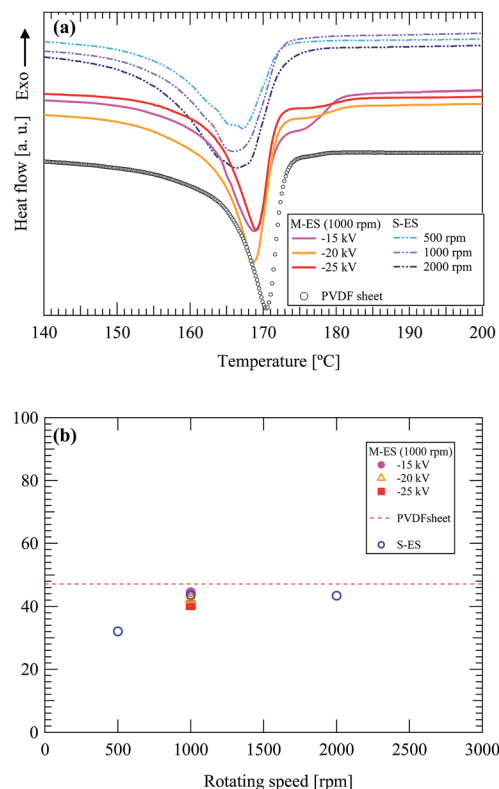 (a)
Exo
Heat flow [a. u.]
M-ES (1000 rpm) S-ES
-15 kV 500 rpm
-20 kV 1000 rpm
-25 kV 2000 rpm
PVDF sheet
140 150 160 170 180 190 200
Temperature [ºC]
(b)
100
80
60
40
20
0
M-ES (1000 rpm)
-15 kV
-20 kV
-25 kV
PVDFsheet
S-ES
0 500 1000 1500 2000 2500 3000
Rotating speed [rpm]